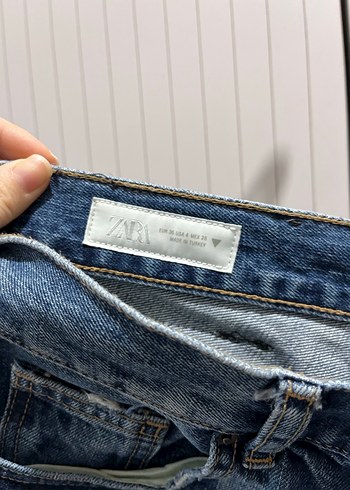 ZARA
EUR 36 USA 4 MEX 26
MADE IN TURKEY